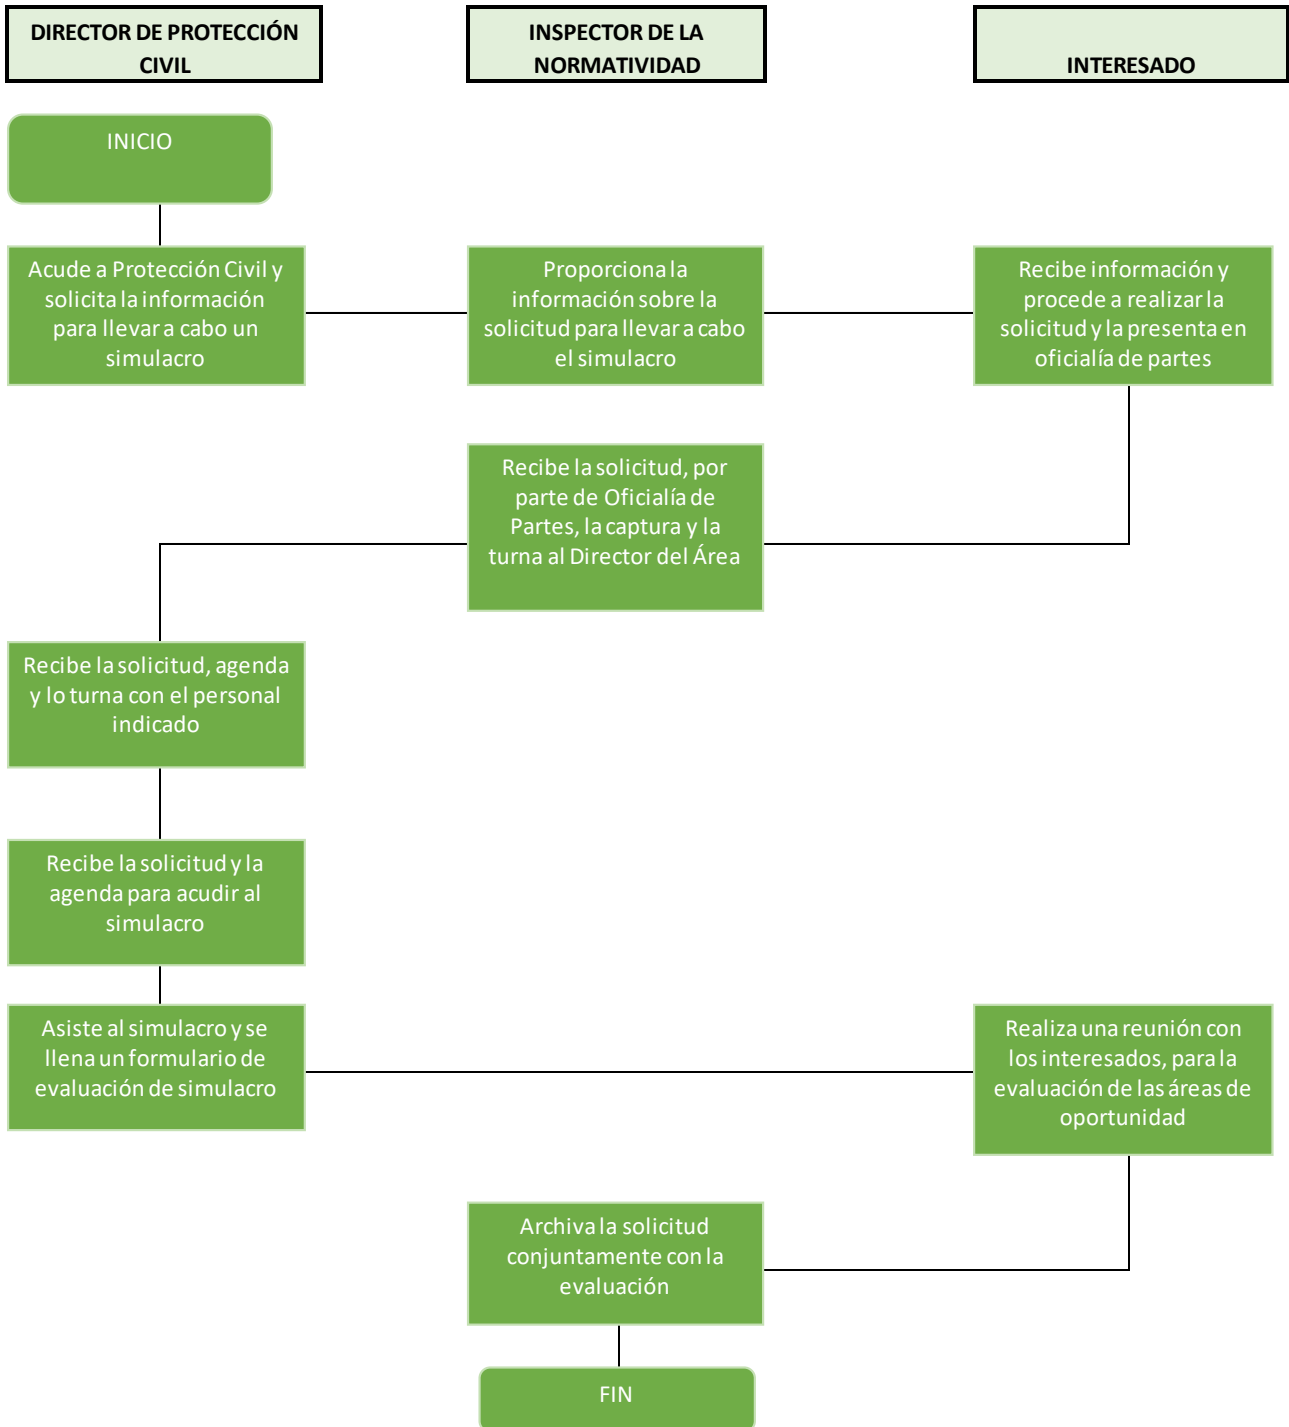 DIRECTOR DE PROTECCIÓN
CIVIL
INSPECTOR DE LA
NORMATIVIDAD
INTERESADO
INICIO
Acude a Protección Civil y
solicita la información
para llevar a cabo un
simulacro
Proporciona la
información sobre la
solicitud para llevar a cabo
el simulacro
Recibe información y
procede a realizar la
solicitud y la presenta en
oficialía de partes
Recibe la solicitud, por
parte de Oficialía de
Partes, la captura y la
turna al Director del Área
Recibe la solicitud, agenda
y lo turna con el personal
indicado
Recibe la solicitud y la
agenda para acudir al
simulacro
Asiste al simulacro y se
llena un formulario de
evaluación de simulacro
Realiza una reunión con
los interesados, para la
evaluación de las áreas de
oportunidad
Archiva la solicitud
conjuntamente con la
evaluación
FIN